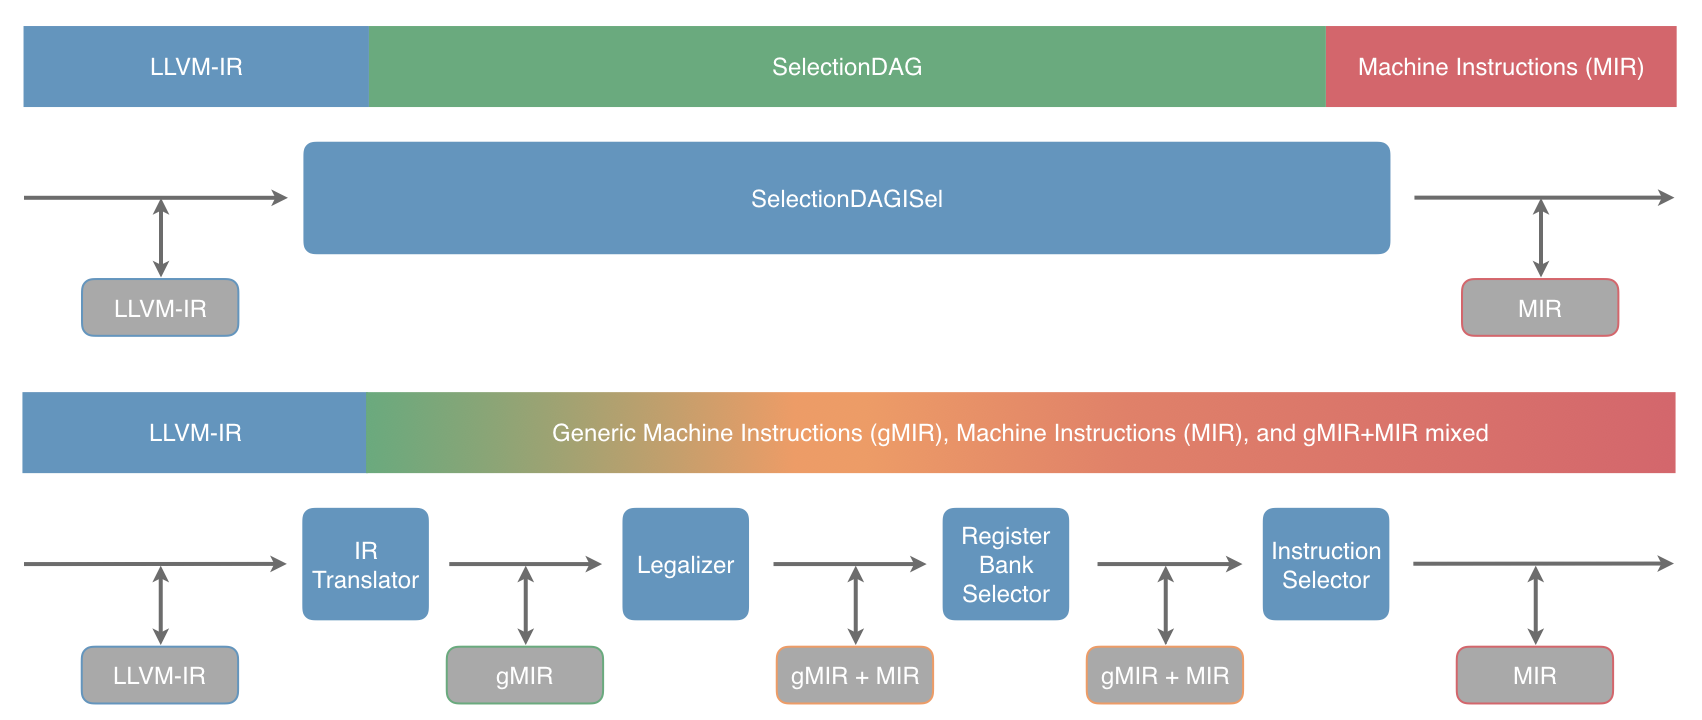 LLVM-IR
SelectionDAG
Machine Instructions (MIR)
SelectionDAGISel
LLVM-IR
MIR
LLVM-IR
Generic Machine Instructions (gMIR), Machine Instructions (MIR), and gMIR+MIR mixed
IR
Translator
Legalizer
Register
Bank
Selector
Instruction
Selector
LLVM-IR
gMIR
gMIR + MIR
gMIR + MIR
MIR